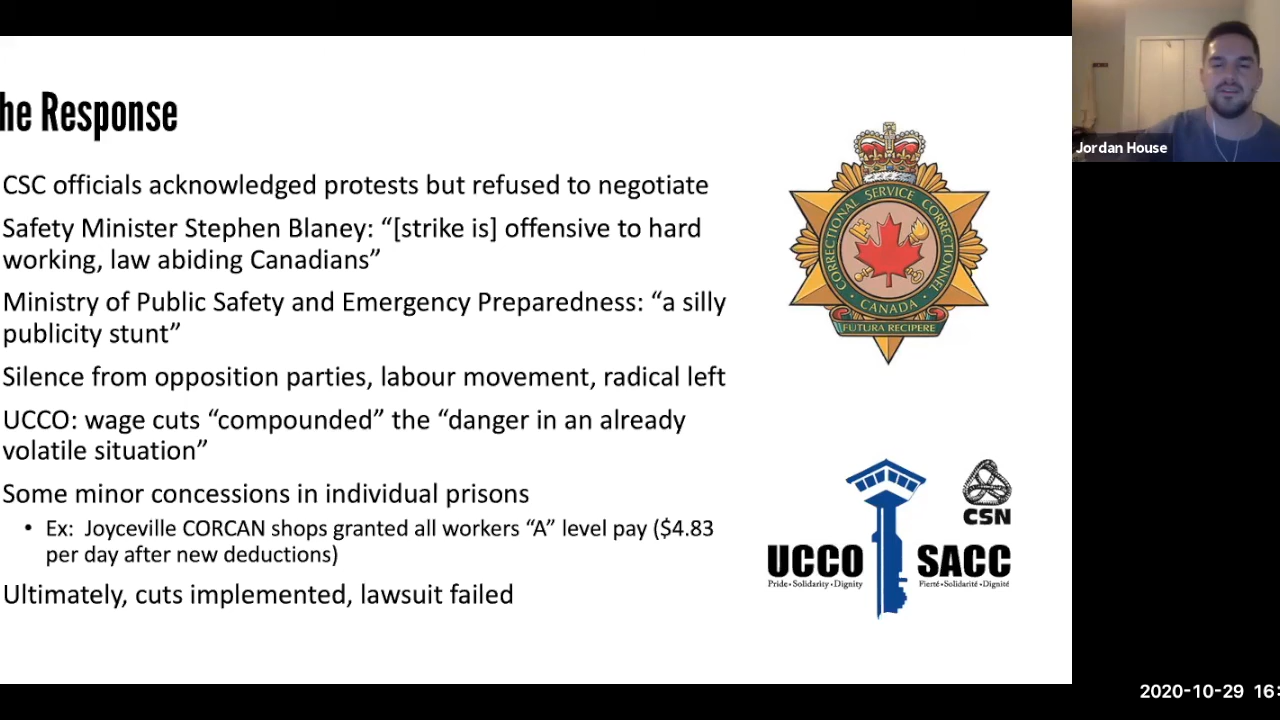 he Response
CSC officials acknowledged protests but refused to negotiate
Safety Minister Stephen Blaney: “[strike is] offensive to hard
working, law abiding Canadians”
Ministry of Public Safety and Emergency Preparedness: “a silly
publicity stunt”
Silence from opposition parties, labour movement, radical left
UCCO: wage cuts “compounded” the “danger in an already
volatile situation”
Some minor concessions in individual prisons
• Ex: Joyceville CORCAN shops granted all workers “A” level pay ($4.83
per day after new deductions)
Ultimately, cuts implemented, lawsuit failed
CORRECTIONAL SERVICE CORRECTIONNEL
• CANADA •
FUTURA RECIPERE
CSN
UCCO SACC
Pride • Solidarity • Dignity Fierté • Solidarité • Dignité
Jordan House
2020-10-29 16: